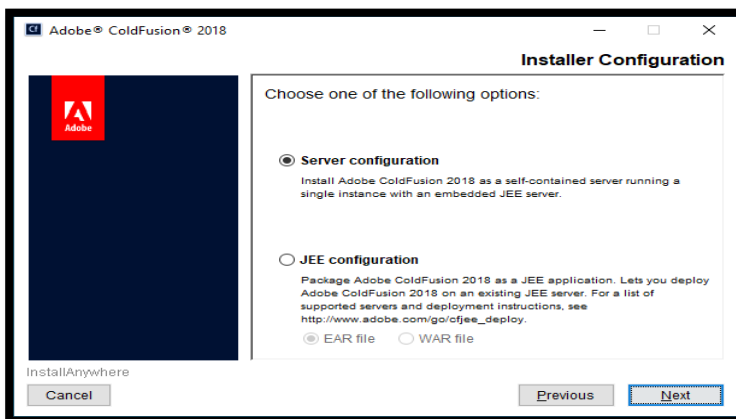 Cf Adobe® ColdFusion® 2018
Installer Configuration
Adobe
Choose one of the following options:
Server configuration
Install Adobe ColdFusion 2018 as a self-contained server running a
single instance with an embedded JEE server.
JEE configuration
Package Adobe ColdFusion 2018 as a JEE application. Lets you deploy
Adobe ColdFusion 2018 on an existing JEE server. For a list of
supported servers and deployment instructions, see
http://www.adobe.com/go/cfjee_deploy.
EAR file WAR file
InstallAnywhere
Cancel Previous Next